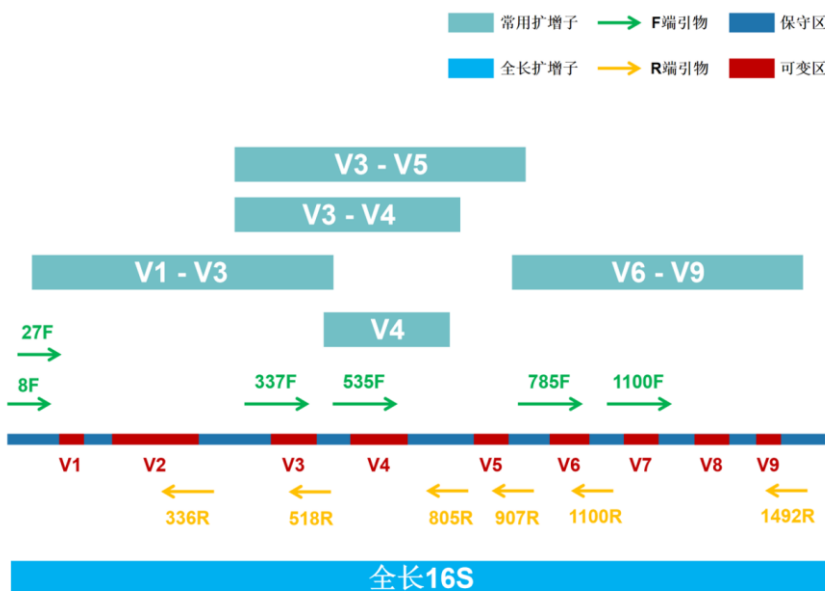 常用扩增子 F端引物 保守区
全长扩增子 R端引物 可变区
V3 - V5
V3 - V4
V1 - V3 V6 - V9
V4
27F
8F 337F 535F 785F 1100F
V1 V2 V3 V4 V5 V6 V7 V8 V9
336R 518R 805R 907R 1100R 1492R
全长16S